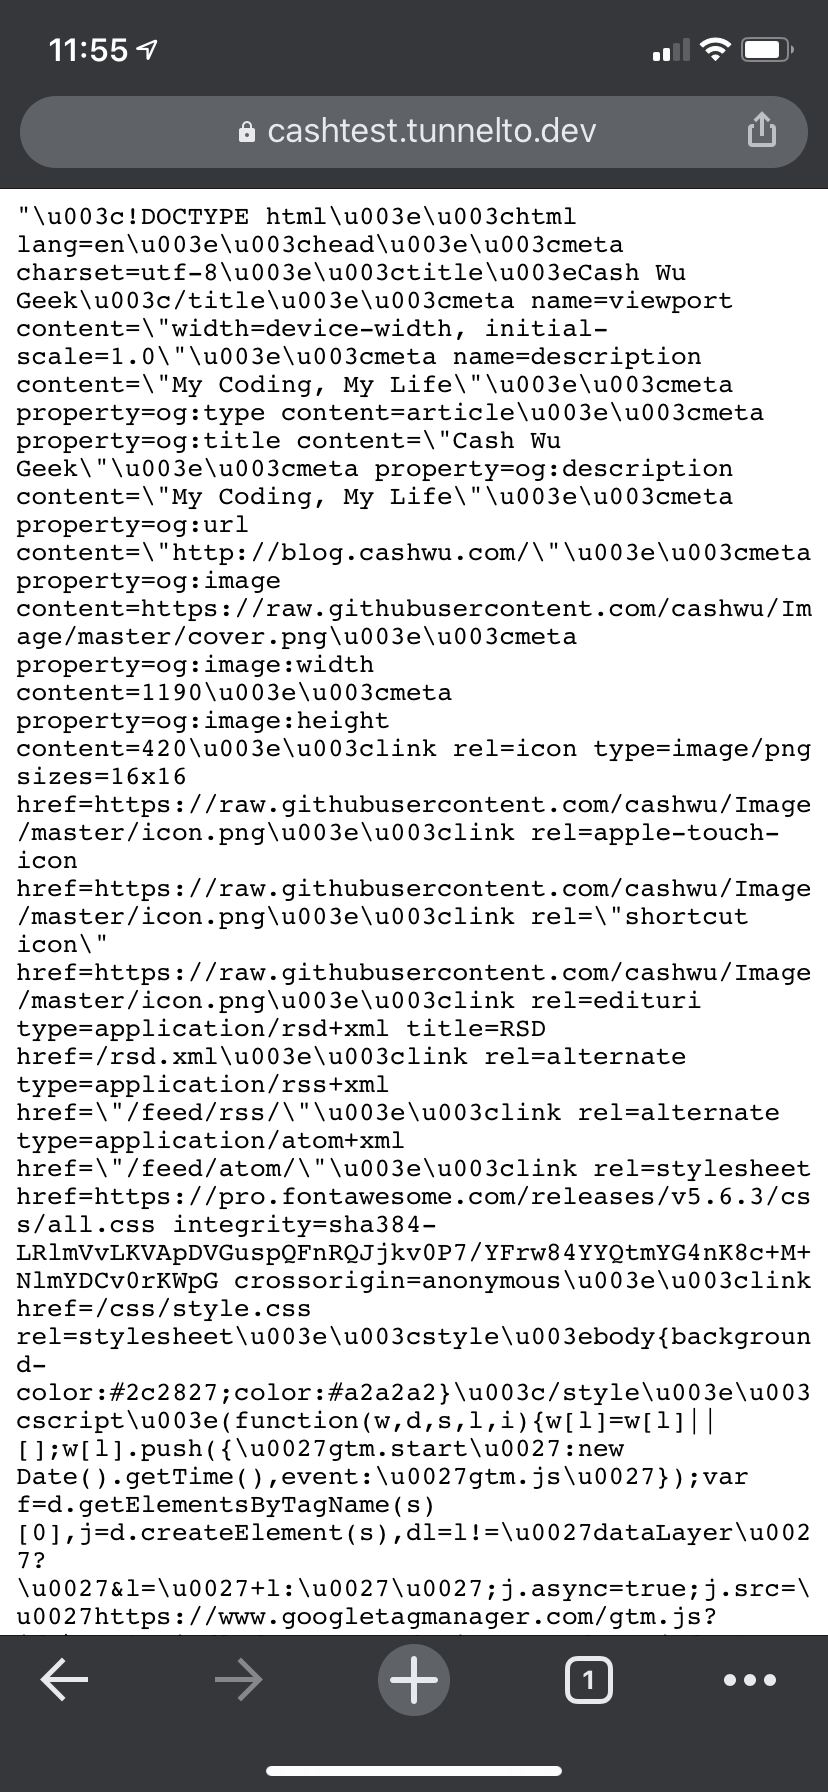 11:55
cashtest.tunnelto.dev
"\u003c!DOCTYPE html\u003e\u003chtml
lang=en\u003e\u003chead\u003e\u003cmeta
charset=utf-8\u003e\u003ctitle\u003eCash Wu
Geek\u003c/title\u003e\u003cmeta name=viewport
content=\"width=device-width, initial-
scale=1.0\"\u003e\u003cmeta name=description
content=\"My Coding, My Life\"\u003e\u003cmeta
property=og:type content=article\u003e\u003cmeta
property=og:title content=\"Cash Wu
Geek\"\u003e\u003cmeta property=og:description
content=\"My Coding, My Life\"\u003e\u003cmeta
property=og:url
content=\"http://blog.cashwu.com/\"\u003e\u003cmeta
property=og:image
content=https://raw.githubusercontent.com/cashwu/Im
age/master/cover.png\u003e\u003cmeta
property=og:image:width
content=1190\u003e\u003cmeta
property=og:image:height
content=420\u003e\u003clink rel=icon type=image/png
sizes=16x16
href=https://raw.githubusercontent.com/cashwu/Image
/master/icon.png\u003e\u003clink rel=apple-touch-
icon
href=https://raw.githubusercontent.com/cashwu/Image
/master/icon.png\u003e\u003clink rel=\"shortcut
icon\"
href=https://raw.githubusercontent.com/cashwu/Image
/master/icon.png\u003e\u003clink rel=edituri
type=application/rsd+xml title=RSD
href=/rsd.xml\u003e\u003clink rel=alternate
type=application/rss+xml
href=\"/feed/rss/\"\u003e\u003clink rel=alternate
type=application/atom+xml
href=\"/feed/atom/\"\u003e\u003clink rel=stylesheet
href=https://pro.fontawesome.com/releases/v5.6.3/cs
s/all.css integrity=sha384-
LRlmVvLKVApDVGuspQFnRQJjkv0P7/YFrw84YYQtmYG4nK8c+M+
NlmYDCv0rKWpG crossorigin=anonymous\u003e\u003clink
href=/css/style.css
rel=stylesheet\u003e\u003cstyle\u003ebody{backgroun
d-
color:#2c2827;color:#a2a2a2}\u003c/style\u003e\u003
cscript\u003e(function(w,d,s,l,i){w[l]=w[l]||
[];w[l].push({\u0027gtm.start\u0027:new
Date().getTime(),event:\u0027gtm.js\u0027});var
f=d.getElementsByTagName(s)
[0],j=d.createElement(s),dl=l!=\u0027dataLayer\u002
7?
\u0027&l=\u0027+l:\u0027\u0027;j.async=true;j.src=\
u0027https://www.googletagmanager.com/gtm.js?
1